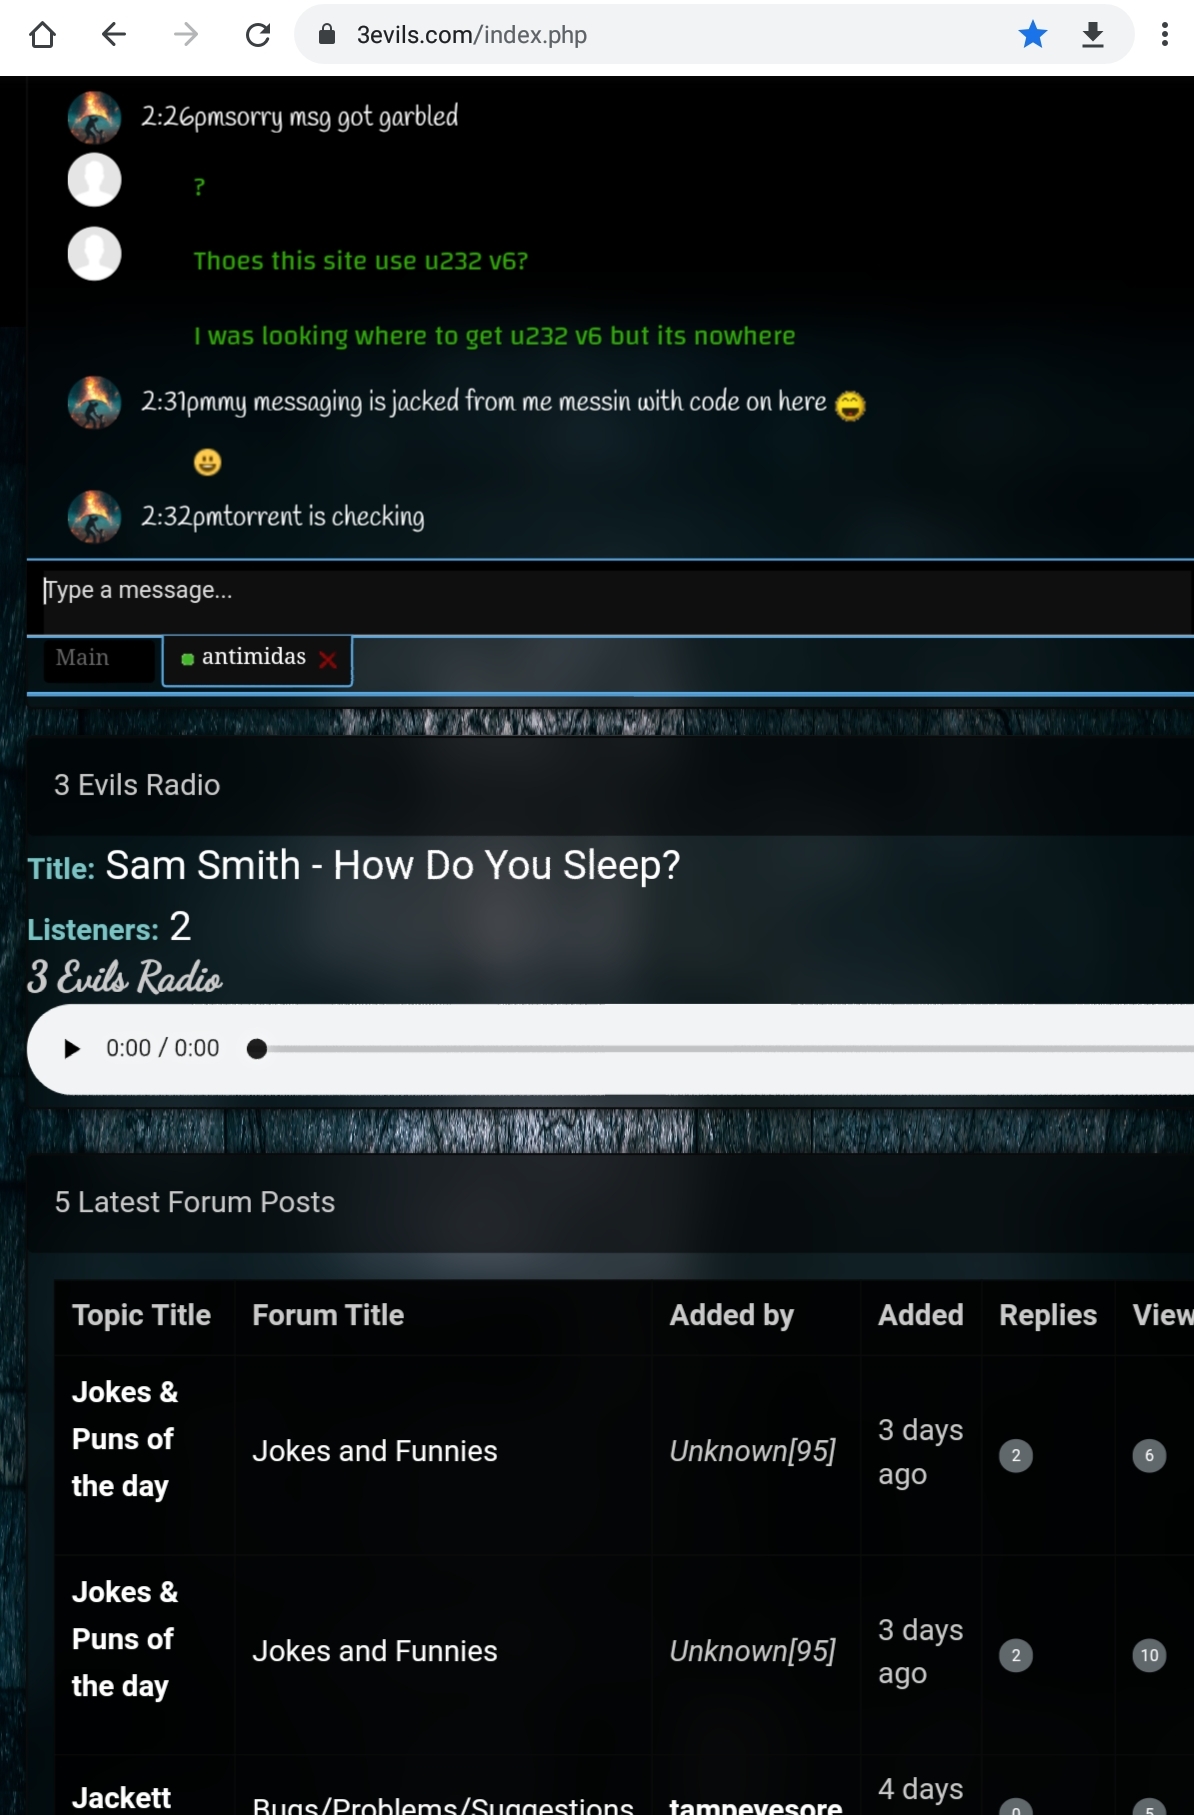 3evils.com/index.php
2:26pmsorry msg got garbled
?
Thoes this site use u232 v6?
I was looking where to get u232 v6 but its nowhere
2:31pmmy messaging is jacked from me messin with code on here
2:32pmtorrent is checking
Type a message...
Main antimidas
3 Evils Radio
Title: Sam Smith - How Do You Sleep?
Listeners: 2
3 Evils Radio
0:00 / 0:00
5 Latest Forum Posts
Topic Title Forum Title Added by Added Replies View
Jokes &
Puns of
the day
Jokes and Funnies Unknown[95]
3 days
ago
2 6
Jokes &
Puns of
the day
Jokes and Funnies Unknown[95]
3 days
ago
2 10
Jackett
Bugs/Problems/Suggestions tampeyesore
4 days
0 5